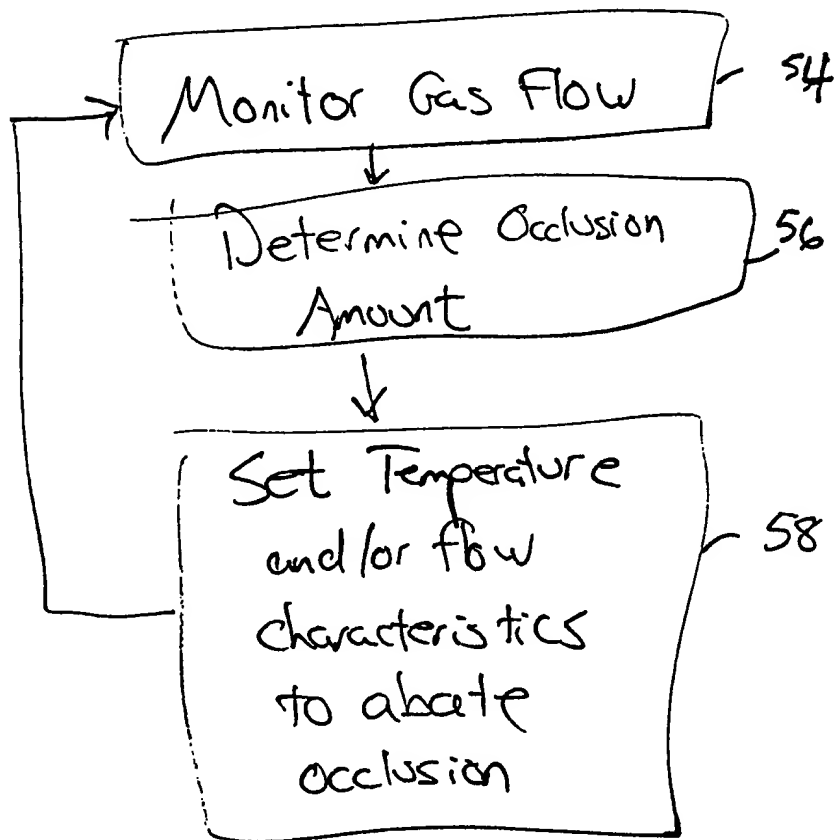 Monitor Gas Flow
54
Determine Occlusion
Amount
56
Set Temperature
and/or flow
characteristics
to abate
occlusion
58